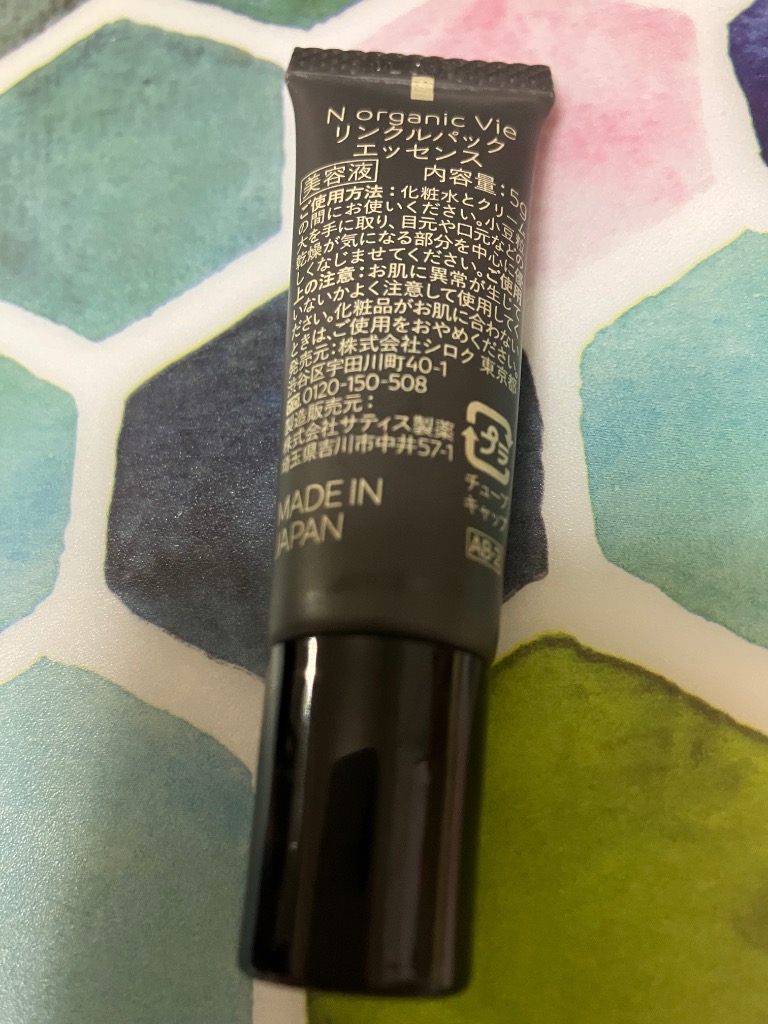 N organic Vie
リンクルパック
エッセンス
美容液 内容量:5g
ご使用方法:化粧水とクリーム
の間にお使いください。小豆粒
大を手に取り、目元や口元などの
乾燥が気になる部分を中心に優
しくなじませてください。ご使用
上の注意:お肌に異常が生じて
いないかよく注意して使用してく
ださい。化粧品がお肌に合わない
ときは、ご使用をおやめください。
発売元:株式会社シロク 東京都
渋谷区宇田川町40-1
0120-150-508
製造販売元:
株式会社サティス製薬
埼玉県吉川市中井57-1
プラ
チューブ
キャップ
MADE IN
JAPAN